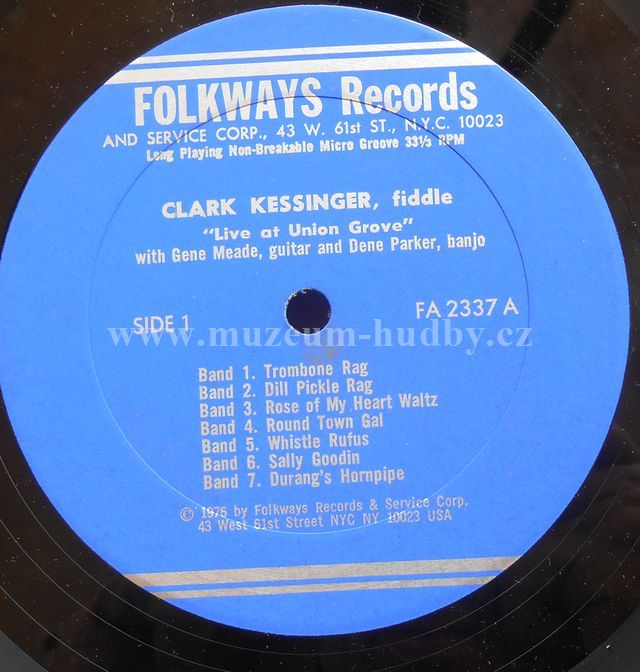 FOLKWAYS Records
AND SERVICE CORP., 43 W. 61st ST., N.Y.C. 10023
Long Playing Non-Breakable Micro Groove 33⅓ RPM
CLARK KESSINGER, fiddle
"Live at Union Grove"
with Gene Meade, guitar and Dene Parker, banjo
SIDE 1
FA 2337 A
www.muzeum-hudby.cz
Band 1. Trombone Rag
Band 2. Dill Pickle Rag
Band 3. Rose of My Heart Waltz
Band 4. Round Town Gal
Band 5. Whistle Rufus
Band 6. Sally Goodin
Band 7. Durang's Hornpipe
© 1976 by Folkways Records & Service Corp.
43 West 61st Street NYC NY 10023 USA